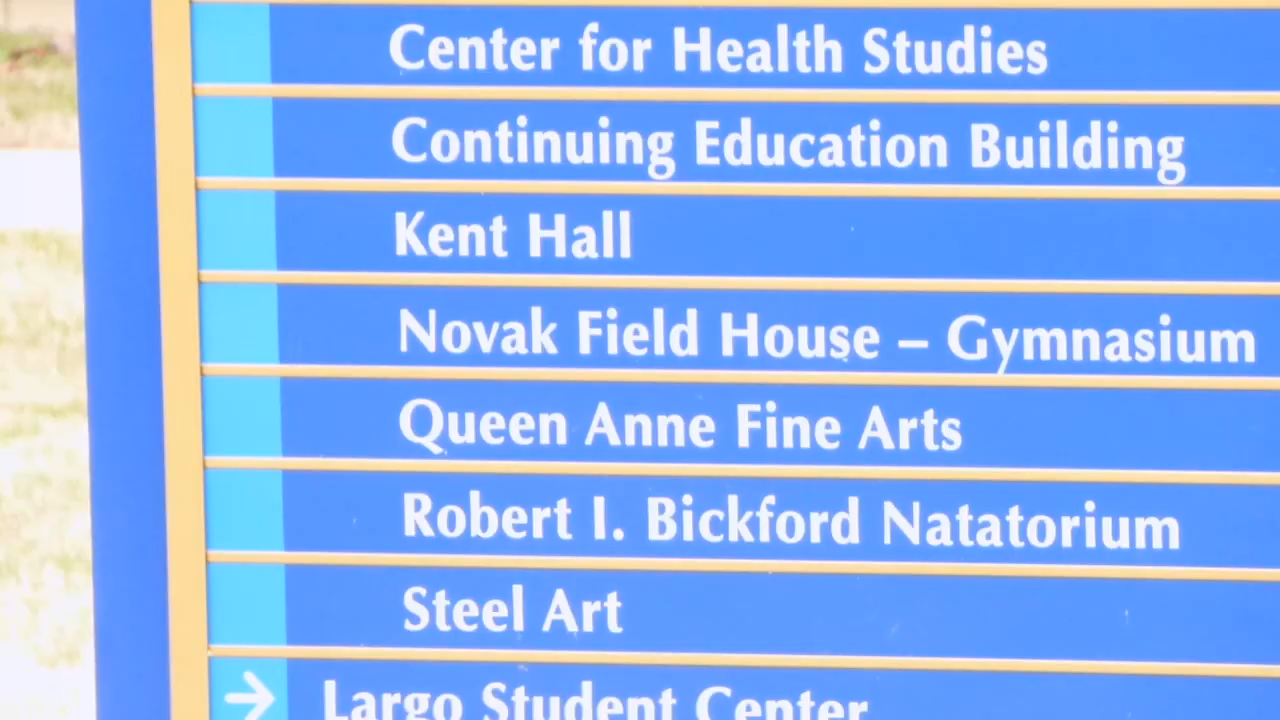 Center for Health Studies
Continuing Education Building
Kent Hall
Novak Field House – Gymnasium
Queen Anne Fine Arts
Robert I. Bickford Natatorium
Steel Art
→ Largo Student Center